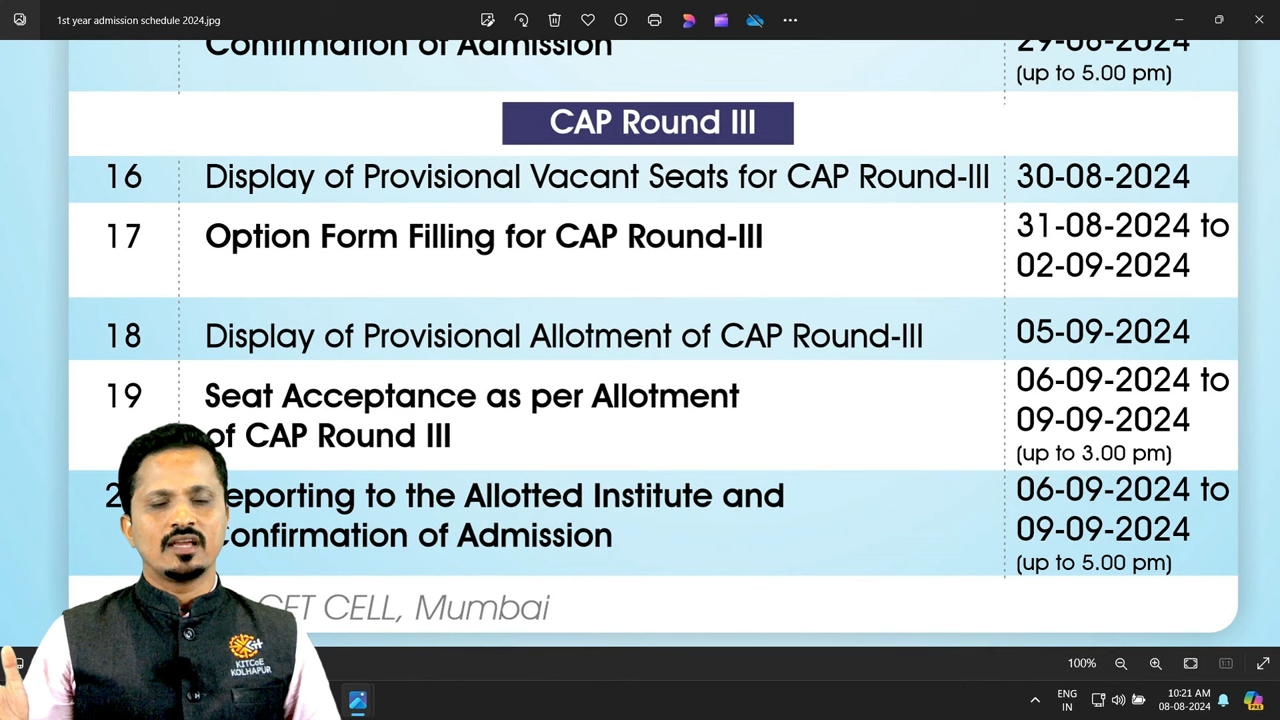 1st year admission schedule 2024.jpg
Confirmation of Admission
29-08-2024
(up to 5.00 pm)
CAP Round III
16 Display of Provisional Vacant Seats for CAP Round-III 30-08-2024
17 Option Form Filling for CAP Round-III 31-08-2024 to
02-09-2024
18 Display of Provisional Allotment of CAP Round-III 05-09-2024
19 Seat Acceptance as per Allotment 06-09-2024 to
of CAP Round III 09-09-2024
(up to 3.00 pm)
2 eporting to the Allotted Institute and 06-09-2024 to
Confirmation of Admission 09-09-2024
(up to 5.00 pm)
CET CELL, Mumbai
Kit
KITCoE
KOLHAPUR
100%
1:1
ENG
IN
10:21 AM
08-08-2024
PRE